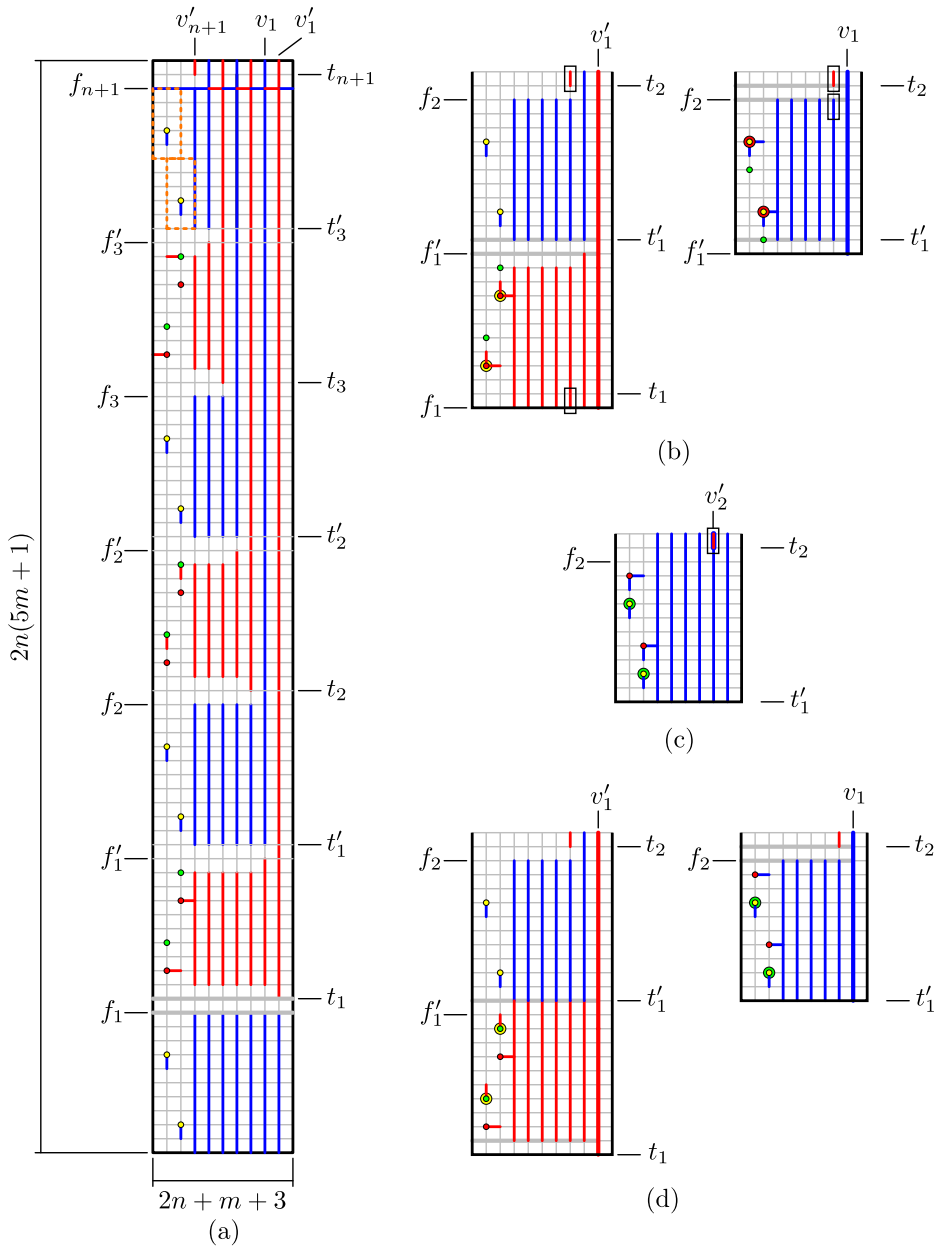 v′ₙ₊₁ v₁ v′₁
fₙ₊₁ tₙ₊₁
f′₃ t′₃
f₃ t₃
f′₂ t′₂
f₂ t₂
f′₁ t′₁
f₁ t₁
2n(5m + 1)
2n + m + 3
(a)
v′₁
f₂ t₂
f′₁ t′₁
f₁ t₁
v₁
f₂ t₂
f′₁ t′₁
(b)
v′₂
f₂ t₂
t′₁
(c)
v′₁
f₂ t₂
f′₁ t′₁
t₁
v₁
f₂ t₂
t′₁
(d)